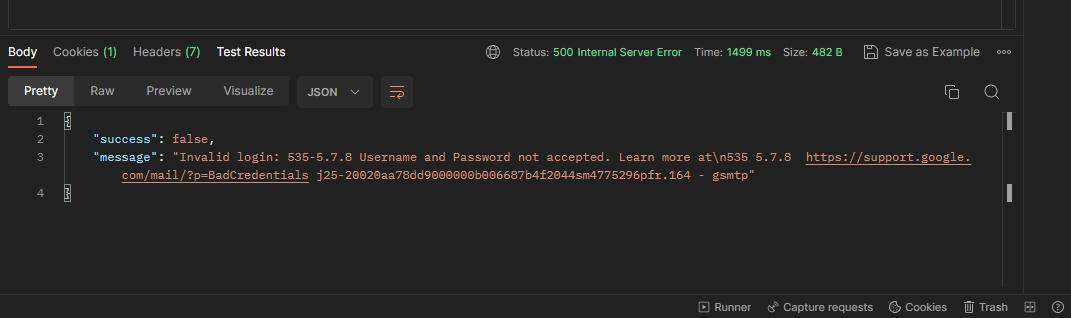 Body Cookies (1) Headers (7) Test Results Status: 500 Internal Server Error Time: 1499 ms Size: 482 B Save as Example
Pretty Raw Preview Visualize JSON
1 {
2 "success": false,
3 "message": "Invalid login: 535-5.7.8 Username and Password not accepted. Learn more at\n535 5.7.8 https://support.google.
com/mail/?p=BadCredentials j25-20020aa78dd9000000b006687b4f2044sm4775296pfr.164 - gsmtp"
4 }
Runner Capture requests Cookies Trash